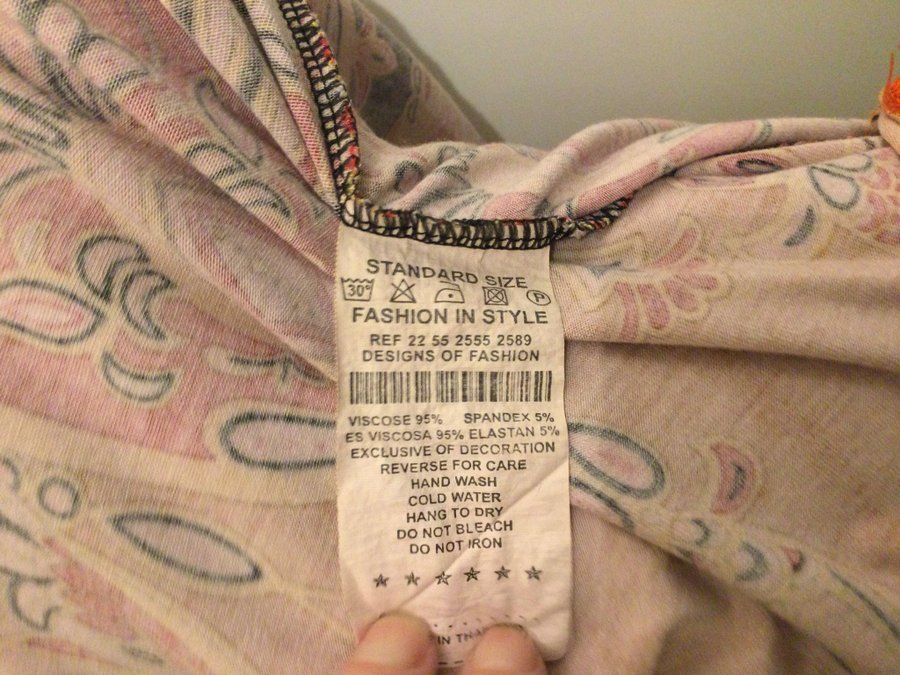 STANDARD SIZE
30°
P
FASHION IN STYLE
REF 22 55 2555 2589
DESIGNS OF FASHION
VISCOSE 95% SPANDEX 5%
ES VISCOSA 95% ELASTAN 5%
EXCLUSIVE OF DECORATION
REVERSE FOR CARE
HAND WASH
COLD WATER
HANG TO DRY
DO NOT BLEACH
DO NOT IRON
IN